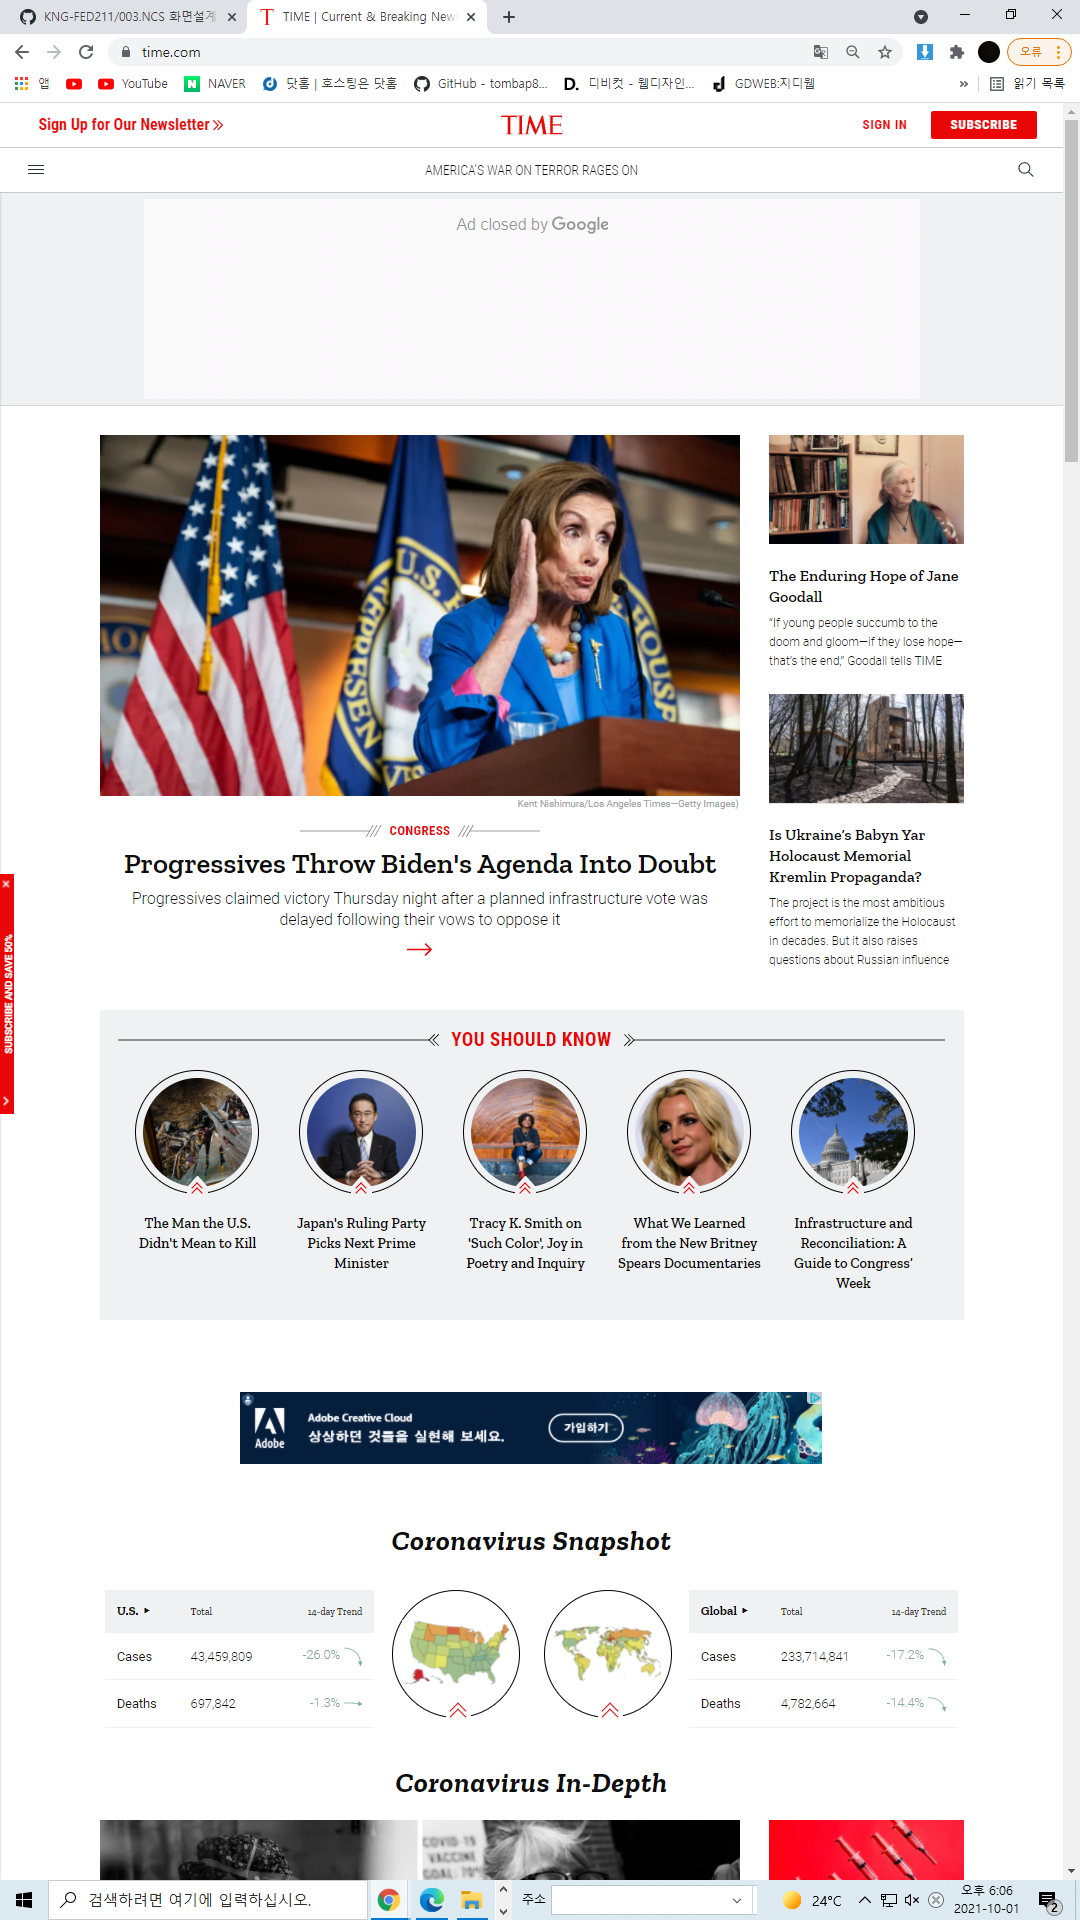 KNG-FED211/003.NCS 화면설계
TIME | Current & Breaking New
time.com
오류
앱
YouTube
NAVER
닷홈 | 호스팅은 닷홈
GitHub - tombap8...
디비컷 - 웹디자인...
GDWEB:지디웹
»
읽기 목록
Sign Up for Our Newsletter
TIME
SIGN IN
SUBSCRIBE
AMERICA'S WAR ON TERROR RAGES ON
Ad closed by Google
Kent Nishimura/Los Angeles Times—Getty Images)
CONGRESS
Progressives Throw Biden's Agenda Into Doubt
Progressives claimed victory Thursday night after a planned infrastructure vote was
delayed following their vows to oppose it
The Enduring Hope of Jane
Goodall
“If young people succumb to the
doom and gloom—if they lose hope—
that's the end,” Goodall tells TIME
Is Ukraine’s Babyn Yar
Holocaust Memorial
Kremlin Propaganda?
The project is the most ambitious
effort to memorialize the Holocaust
in decades. But it also raises
questions about Russian influence
SUBSCRIBE AND SAVE 50%
YOU SHOULD KNOW
The Man the U.S.
Didn't Mean to Kill
Japan's Ruling Party
Picks Next Prime
Minister
Tracy K. Smith on
'Such Color', Joy in
Poetry and Inquiry
What We Learned
from the New Britney
Spears Documentaries
Infrastructure and
Reconciliation: A
Guide to Congress’
Week
Adobe
Adobe Creative Cloud
상상하던 것들을 실현해 보세요.
가입하기
Coronavirus Snapshot
U.S. Total 14-day Trend
Cases 43,459,809 -26.0%
Deaths 697,842 -1.3%
Global Total 14-day Trend
Cases 233,714,841 -17.2%
Deaths 4,782,664 -14.4%
Coronavirus In-Depth
COVID-19
VACCINE
GOAL: 70%
검색하려면 여기에 입력하십시오.
주소
24°C
오후 6:06
2021-10-01
2